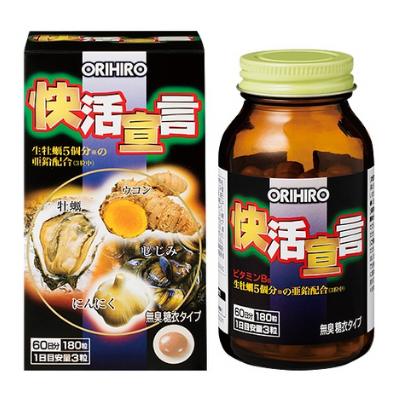 ORIHIRO
快活宣言
生牡蠣5個分※の
亜鉛配合(3粒中)
ウコン
牡蠣
しじみ
にんにく
60日分 180粒
1日目安量3粒
無臭糖衣タイプ
ORIHIRO
快活宣言
ビタミンB₆
生牡蠣5個分※の亜鉛配合(3粒中)
60日分 180粒
1日目安量3粒
無臭糖衣タイプ